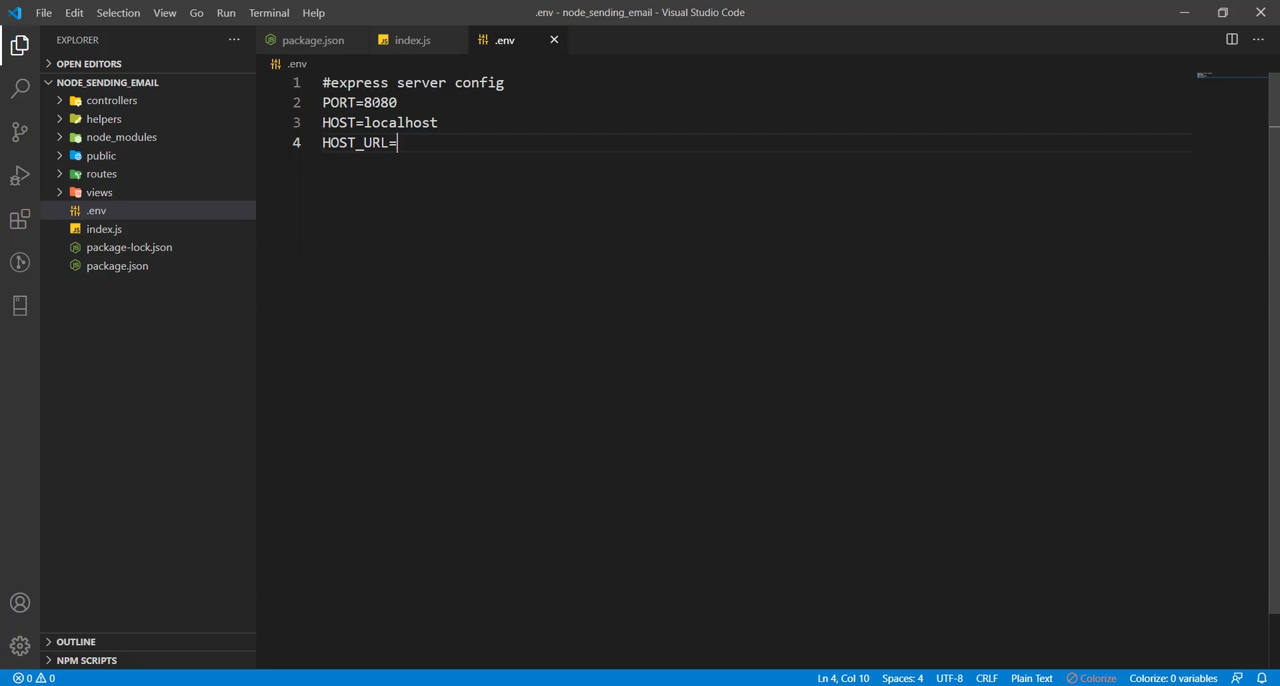 File Edit Selection View Go Run Terminal Help
.env - node_sending_email - Visual Studio Code
EXPLORER
package.json
index.js
.env
OPEN EDITORS
NODE_SENDING_EMAIL
controllers
helpers
node_modules
public
routes
views
.env
index.js
package-lock.json
package.json
OUTLINE
NPM SCRIPTS
.env
1 #express server config
2 PORT=8080
3 HOST=localhost
4 HOST_URL=
0 0
Ln 4, Col 10 Spaces: 4 UTF-8 CRLF Plain Text Colorize Colorize: 0 variables